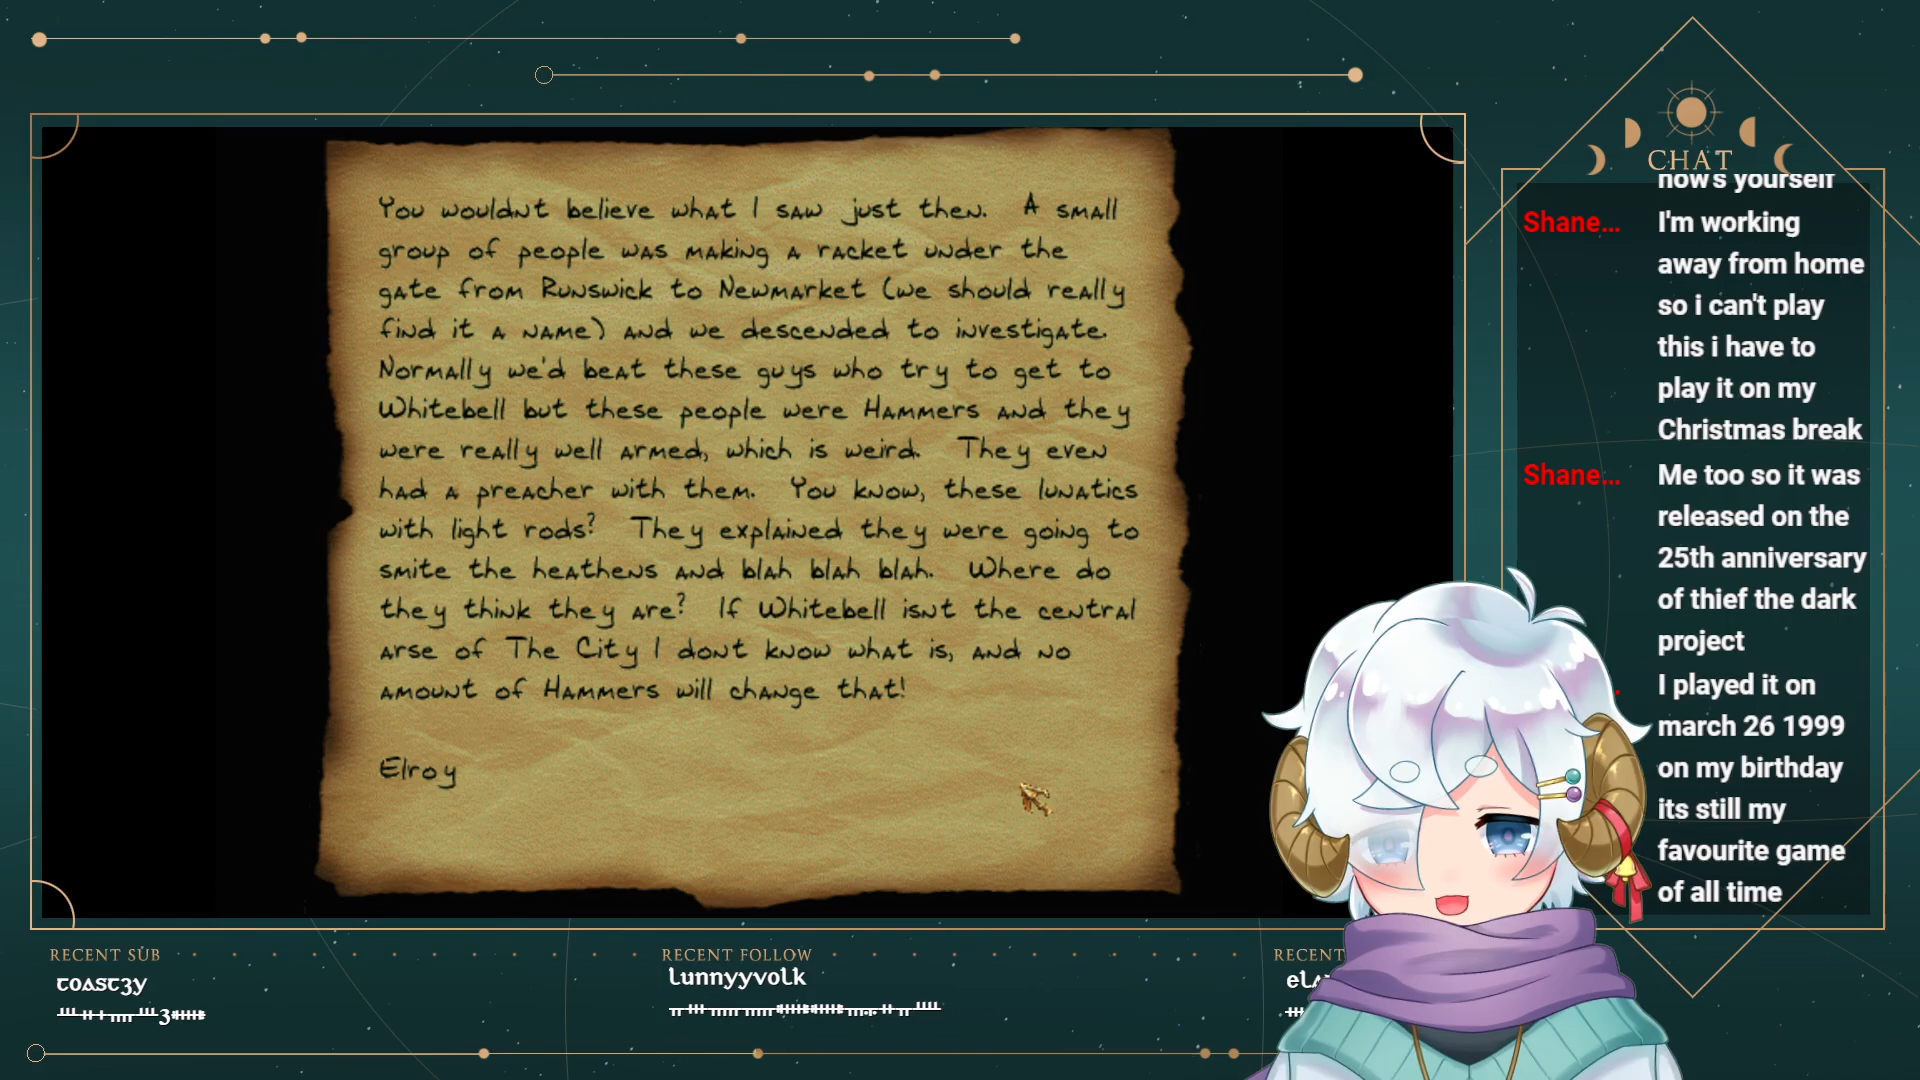 CHAT
now's yourself
Shane... I'm working
away from home
so i can't play
this i have to
play it on my
Christmas break
Shane... Me too so it was
released on the
25th anniversary
of thief the dark
project
I played it on
march 26 1999
on my birthday
its still my
favourite game
of all time
You wouldnt believe what I saw just then. A small
group of people was making a racket under the
gate from Runswick to Newmarket (we should really
find it a name) and we descended to investigate.
Normally we'd beat these guys who try to get to
Whitebell but these people were Hammers and they
were really well armed, which is weird. They even
had a preacher with them. You know, these lunatics
with light rods? They explained they were going to
smite the heathens and blah blah blah. Where do
they think they are? If Whitebell isnt the central
arse of The City I dont know what is, and no
amount of Hammers will change that!
Elroy
RECENT SUB
toast3y
RECENT FOLLOW
Lunnyyvolk
RECENT